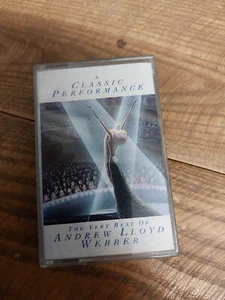 A
CLASSIC
PERFORMANCE
THE VERY BEST OF
ANDREW LLOYD
WEBBER